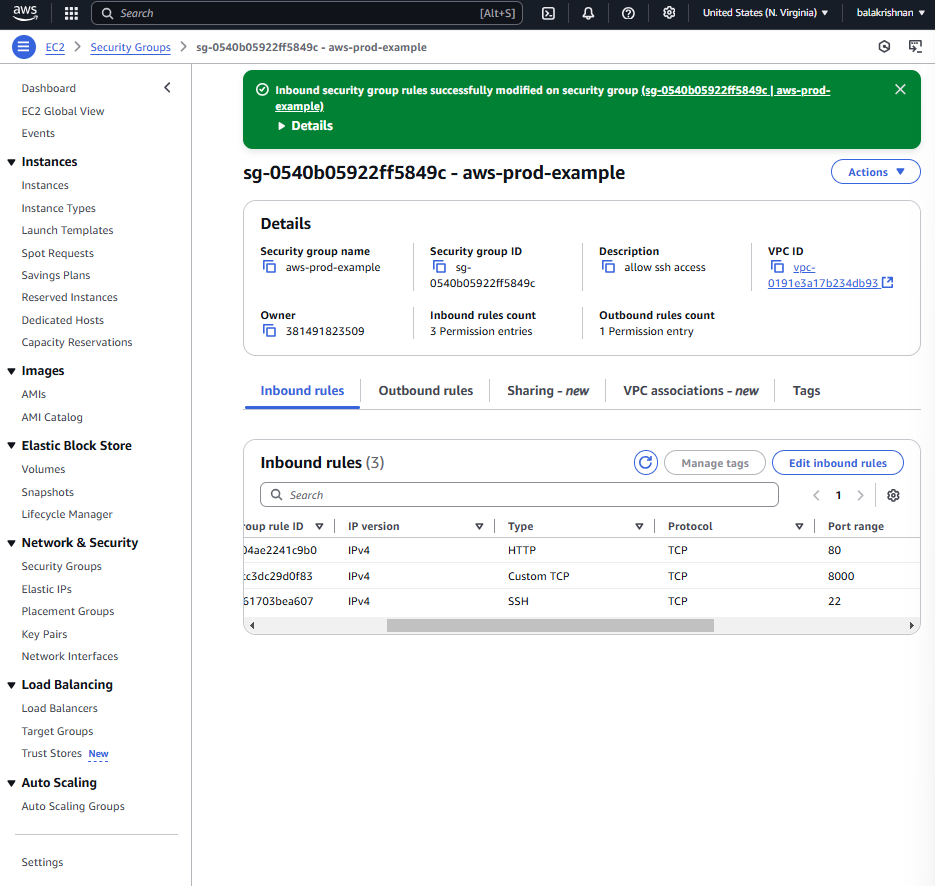 aws
Search [Alt+S] United States (N. Virginia) balakrishnan
EC2 > Security Groups > sg-0540b05922ff5849c - aws-prod-example
Dashboard
EC2 Global View
Events
Instances
Instances
Instance Types
Launch Templates
Spot Requests
Savings Plans
Reserved Instances
Dedicated Hosts
Capacity Reservations
Images
AMIs
AMI Catalog
Elastic Block Store
Volumes
Snapshots
Lifecycle Manager
Network & Security
Security Groups
Elastic IPs
Placement Groups
Key Pairs
Network Interfaces
Load Balancing
Load Balancers
Target Groups
Trust Stores New
Auto Scaling
Auto Scaling Groups
Settings
Inbound security group rules successfully modified on security group (sg-0540b05922ff5849c | aws-prod-
example)
Details
sg-0540b05922ff5849c - aws-prod-example
Actions
Details
Security group name
aws-prod-example
Security group ID
sg-
0540b05922ff5849c
Description
allow ssh access
VPC ID
vpc-
0191e3a17b234db93
Owner
381491823509
Inbound rules count
3 Permission entries
Outbound rules count
1 Permission entry
Inbound rules Outbound rules Sharing - new VPC associations - new Tags
Inbound rules (3)
Manage tags
Edit inbound rules
Search
1
rule ID IP version Type Protocol Port range
04ae2241c9b0 IPv4 HTTP TCP 80
c3dc29d0f83 IPv4 Custom TCP TCP 8000
61703bea607 IPv4 SSH TCP 22